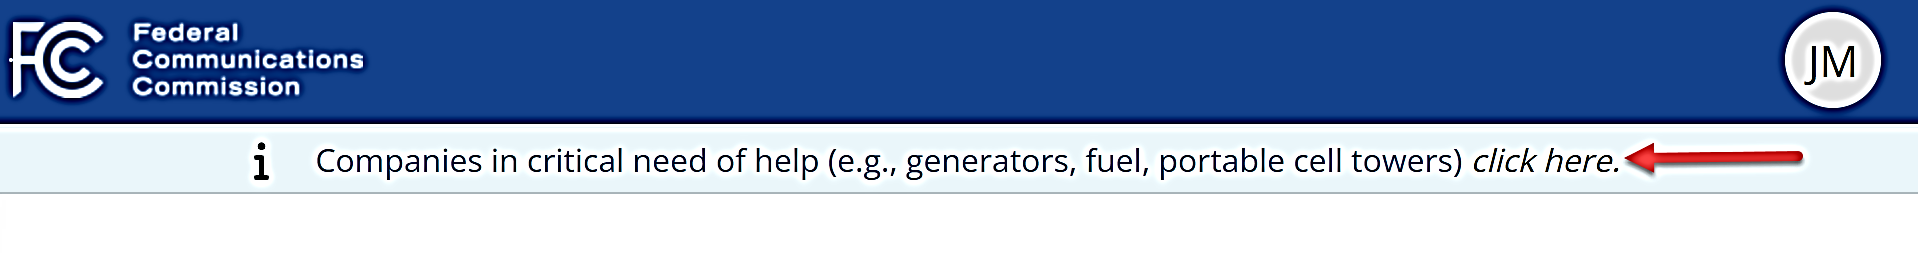 FCC
Federal
Communications
Commission
JM
i Companies in critical need of help (e.g., generators, fuel, portable cell towers) click here.